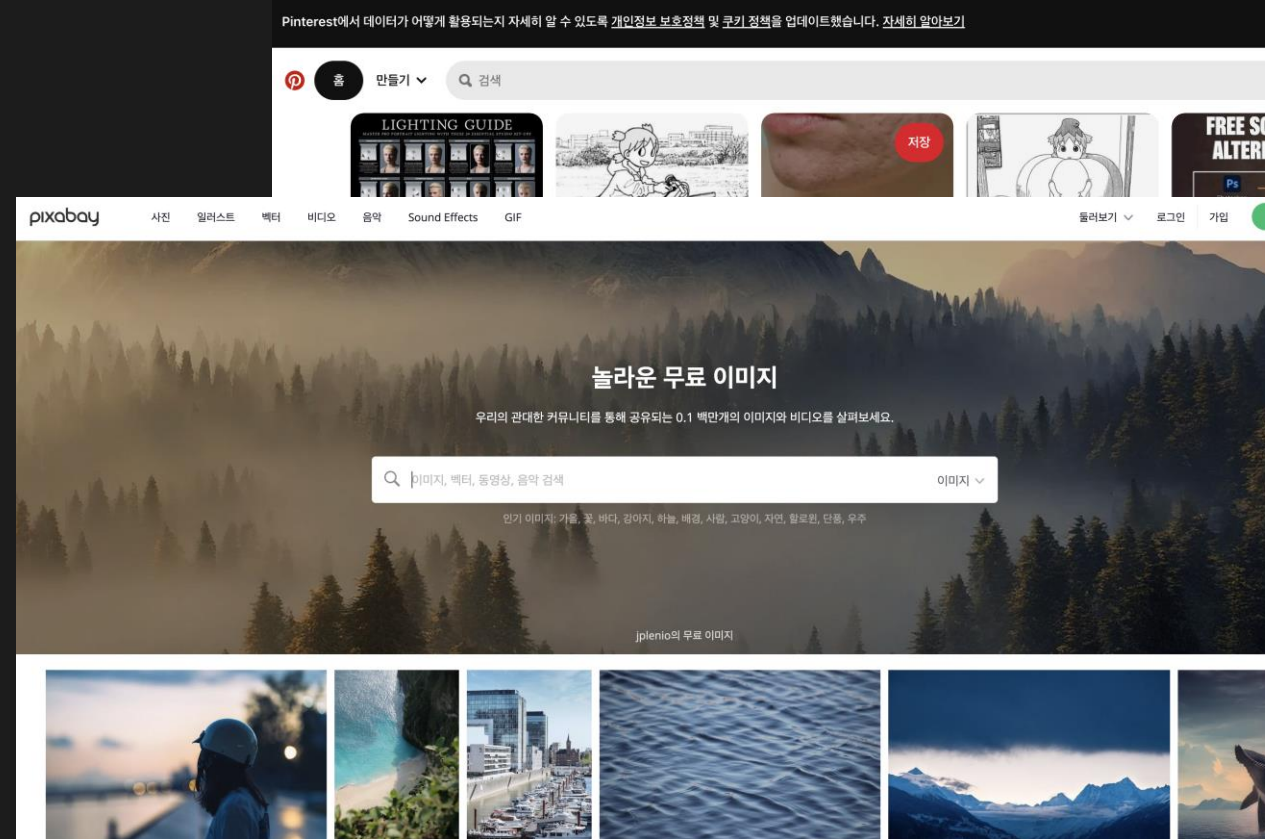 Pinterest에서 데이터가 어떻게 활용되는지 자세히 알 수 있도록 개인정보 보호정책 및 쿠키 정책을 업데이트했습니다. 자세히 알아보기
홈 만들기 검색
LIGHTING GUIDE
저장
FREE SO
ALTER
Ps
pixabay 사진 일러스트 벡터 비디오 음악 Sound Effects GIF 둘러보기 로그인 가입
놀라운 무료 이미지
우리의 관대한 커뮤니티를 통해 공유되는 0.1 백만개의 이미지와 비디오를 살펴보세요.
이미지, 벡터, 동영상, 음악 검색 이미지
인기 이미지: 가을, 꽃, 바다, 강아지, 하늘, 배경, 사람, 고양이, 자연, 할로윈, 단풍, 우주
jplenio의 무료 이미지